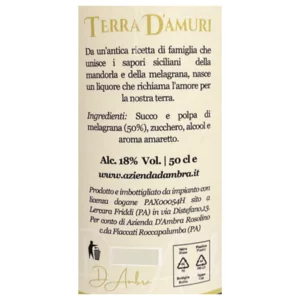 TERRA D'AMURI
Da un'antica ricetta di famiglia che
unisce i sapori siciliani della
mandorla e della melagrana, nasce
un liquore che richiama l'amore per
la nostra terra.
Ingredienti: Succo e polpa di
melagrana (50%), zucchero, alcool e
aroma amaretto.
Alc. 18% Vol. | 50 cl e
www.aziendadambra.it
Prodotto e imbottigliato da impianto con
licenza dogane PAX00054H sito a
Lercara Friddi (PA) in via Distefano,13.
Per conto di Azienda D'Ambra Rosolino
c.da Flaccati Roccapalumba (PA)
D'Ambra